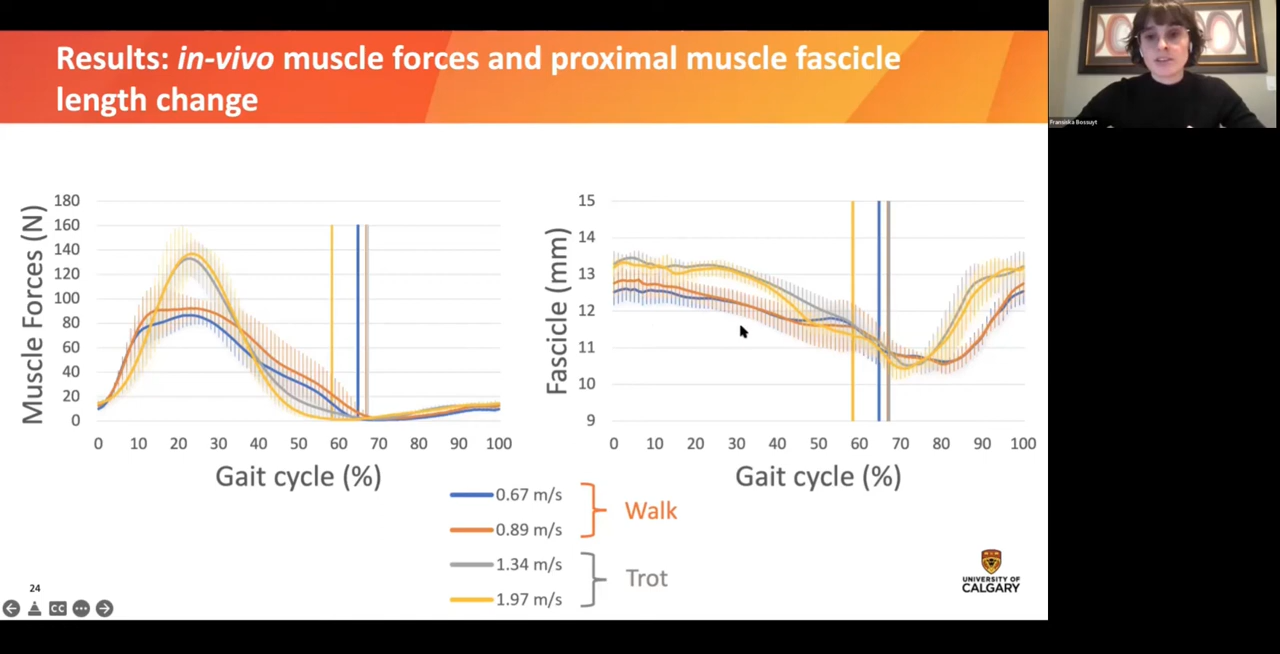 Results: in-vivo muscle forces and proximal muscle fascicle
length change
Fransiska Bossuyt
Muscle Forces (N)
180
160
140
120
100
80
60
40
20
0
0 10 20 30 40 50 60 70 80 90 100
Gait cycle (%)
Fascicle (mm)
15
14
13
12
11
10
9
0 10 20 30 40 50 60 70 80 90 100
Gait cycle (%)
0.67 m/s
0.89 m/s
Walk
1.34 m/s
1.97 m/s
Trot
24
CC
UNIVERSITY OF
CALGARY